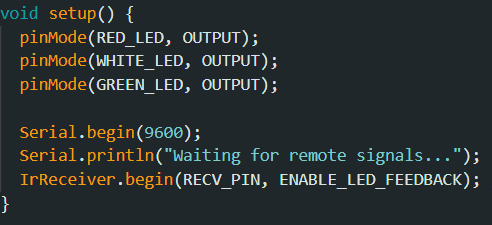 void setup() {
  pinMode(RED_LED, OUTPUT);
  pinMode(WHITE_LED, OUTPUT);
  pinMode(GREEN_LED, OUTPUT);

  Serial.begin(9600);
  Serial.println("Waiting for remote signals...");
  IrReceiver.begin(RECV_PIN, ENABLE_LED_FEEDBACK);
}